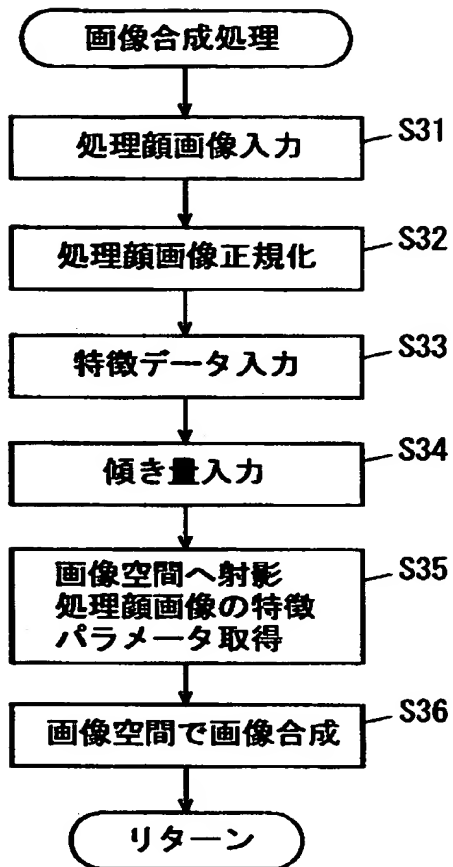 画像合成処理
処理顔画像入力
S31
処理顔画像正規化
S32
特徴データ入力
S33
傾き量入力
S34
画像空間へ射影
処理顔画像の特徴
パラメータ取得
S35
画像空間で画像合成
S36
リターン